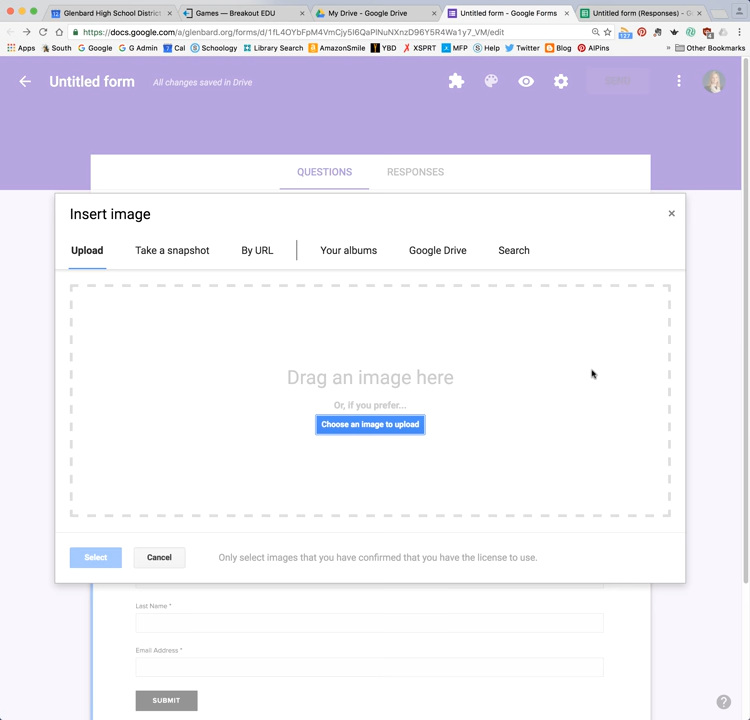 Glenbard High School District
Games — Breakout EDU
My Drive - Google Drive
Untitled form - Google Forms
Untitled form (Responses) - G
https://docs.google.com/a/glenbard.org/forms/d/1fL4OYbFpM4VmCjy5I6QaPlNuNXnzD96Y5R4Wa1y7_VM/edit
Apps
South
Google
G Admin
Cal
Schoology
Library Search
AmazonSmile
YBD
XSPRT
MFP
Help
Twitter
Blog
AIPins
»
Other Bookmarks
Untitled form
All changes saved in Drive
QUESTIONS
RESPONSES
Insert image
×
Upload
Take a snapshot
By URL
Your albums
Google Drive
Search
Drag an image here
Or, if you prefer...
Choose an image to upload
Select
Cancel
Only select images that you have confirmed that you have the license to use.
Last Name *
Email Address *
SUBMIT
?